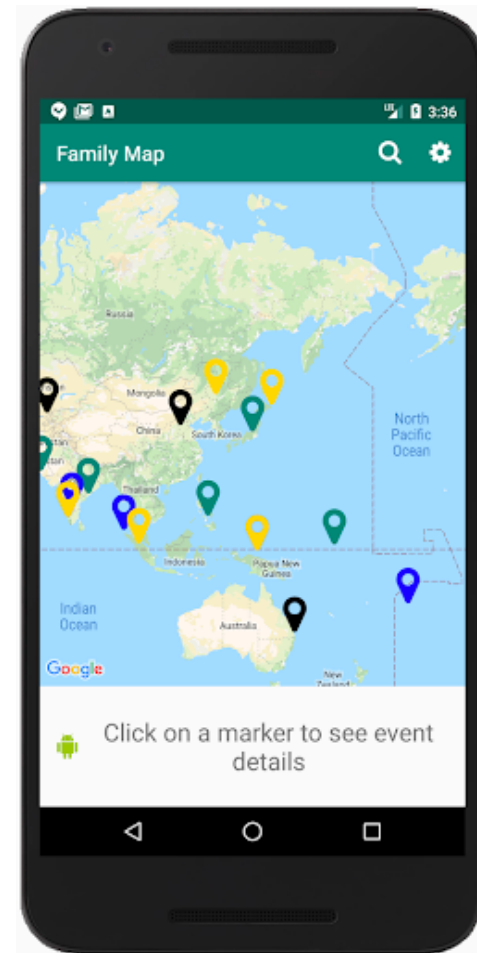 3:36
Family Map
Russia
Mongolia
China
South Korea
North
Pacific
Ocean
Thailand
Indonesia
Papua New
Guinea
Indian
Ocean
Australia
New
Zealand
Google
Click on a marker to see event
details